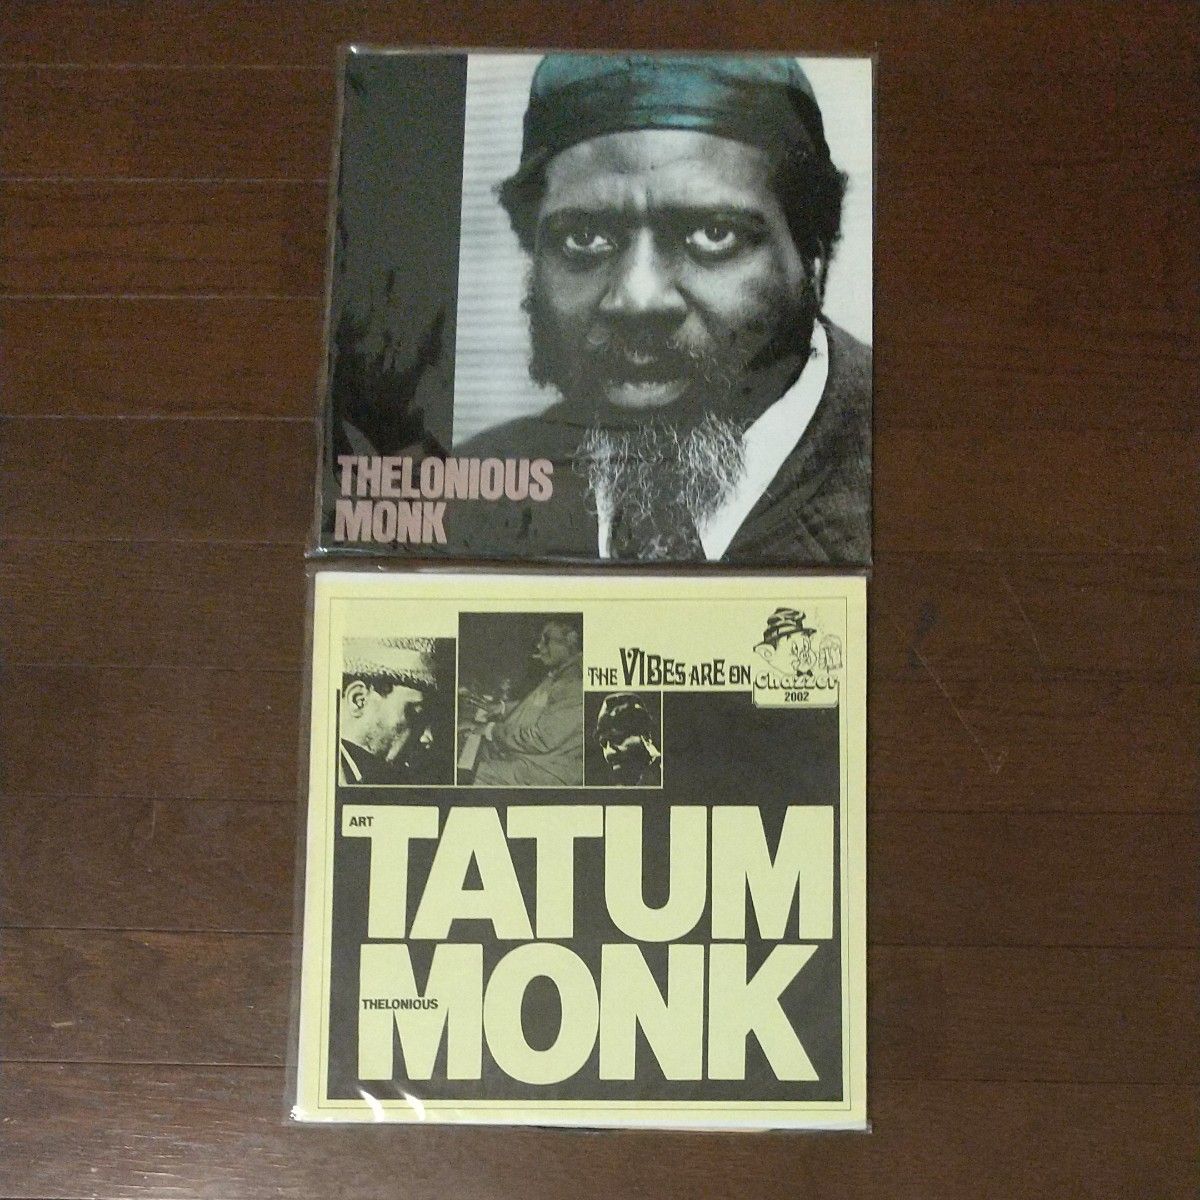 THELONIOUS
MONK
THE VIBES ARE ON
Chazzer
2002
ART
TATUM
THELONIOUS
MONK